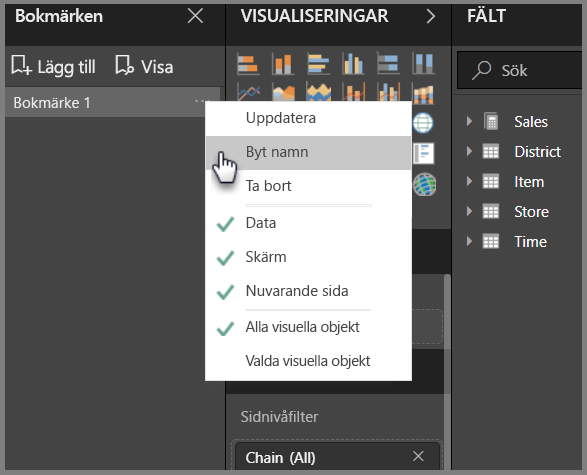 Bokmärken
Lägg till
Visa
Bokmärke 1
Uppdatera
Byt namn
Ta bort
Data
Skärm
Nuvarande sida
Alla visuella objekt
Valda visuella objekt
VISUALISERINGAR
Sidnivåfilter
Chain (All)
FÄLT
Sök
Sales
District
Item
Store
Time